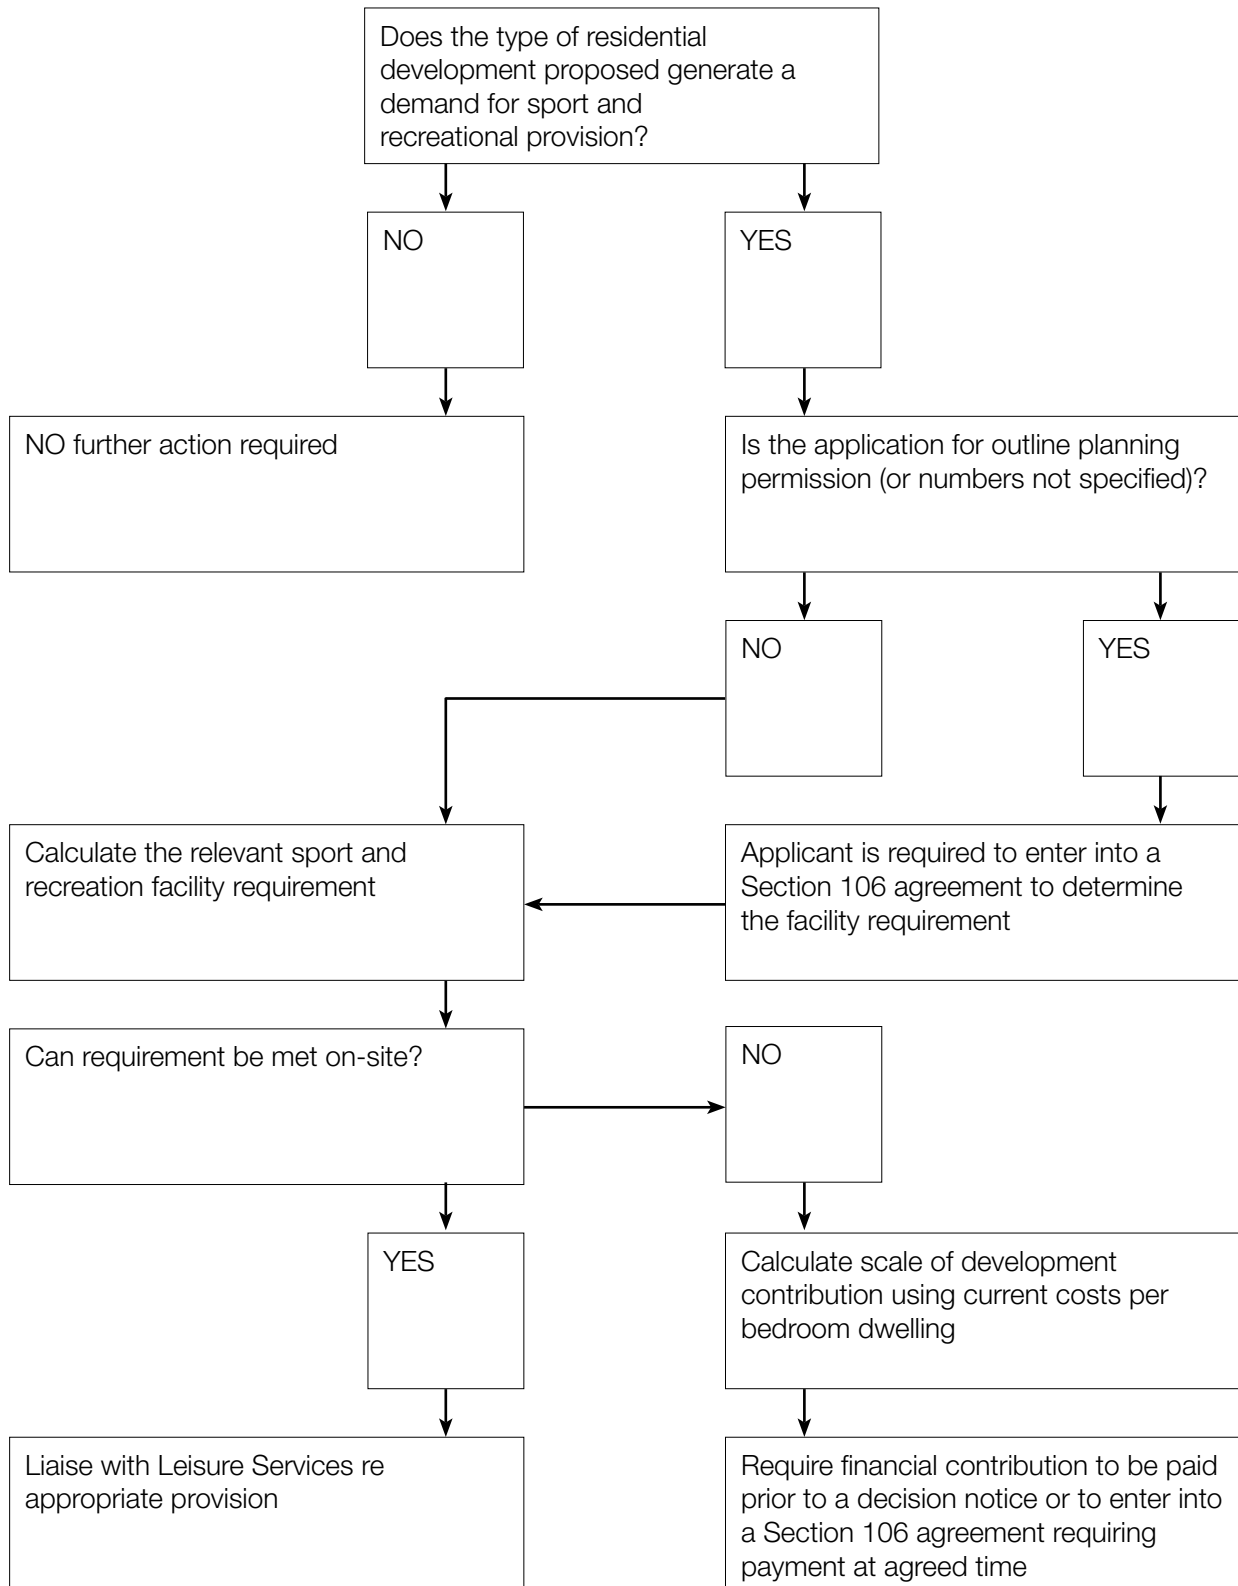 Does the type of residential
development proposed generate a
demand for sport and
recreational provision?
NO
YES
NO further action required
Is the application for outline planning
permission (or numbers not specified)?
NO
YES
Calculate the relevant sport and
recreation facility requirement
Applicant is required to enter into a
Section 106 agreement to determine
the facility requirement
Can requirement be met on-site?
NO
YES
Calculate scale of development
contribution using current costs per
bedroom dwelling
Liaise with Leisure Services re
appropriate provision
Require financial contribution to be paid
prior to a decision notice or to enter into
a Section 106 agreement requiring
payment at agreed time